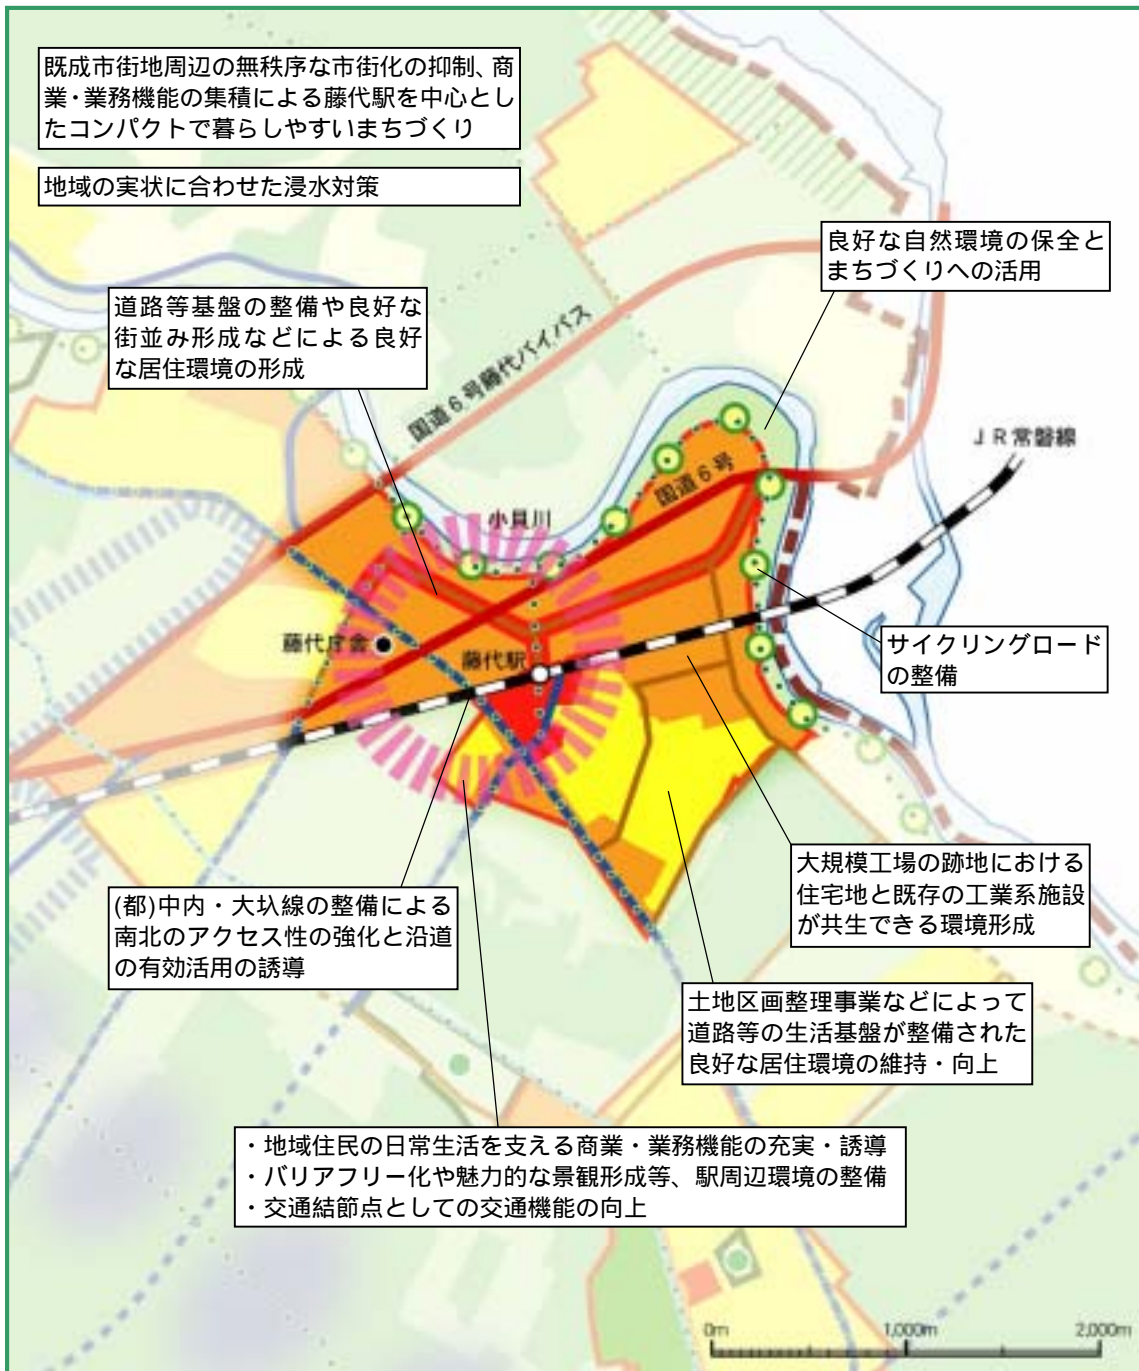 既成市街地周辺の無秩序な市街化の抑制、商
業・業務機能の集積による藤代駅を中心とし
たコンパクトで暮らしやすいまちづくり
地域の実状に合わせた浸水対策
良好な自然環境の保全と
まちづくりへの活用
道路等基盤の整備や良好な
街並み形成などによる良好
な居住環境の形成
国道6号藤代バイパス
JR常磐線
国道6号
小貝川
藤代庁舎
藤代駅
サイクリングロード
の整備
大規模工場の跡地における
住宅地と既存の工業系施設
が共生できる環境形成
(都)中内・大圦線の整備による
南北のアクセス性の強化と沿道
の有効活用の誘導
土地区画整理事業などによって
道路等の生活基盤が整備された
良好な居住環境の維持・向上
・地域住民の日常生活を支える商業・業務機能の充実・誘導
・バリアフリー化や魅力的な景観形成等、駅周辺環境の整備
・交通結節点としての交通機能の向上
0m 1,000m 2,000m